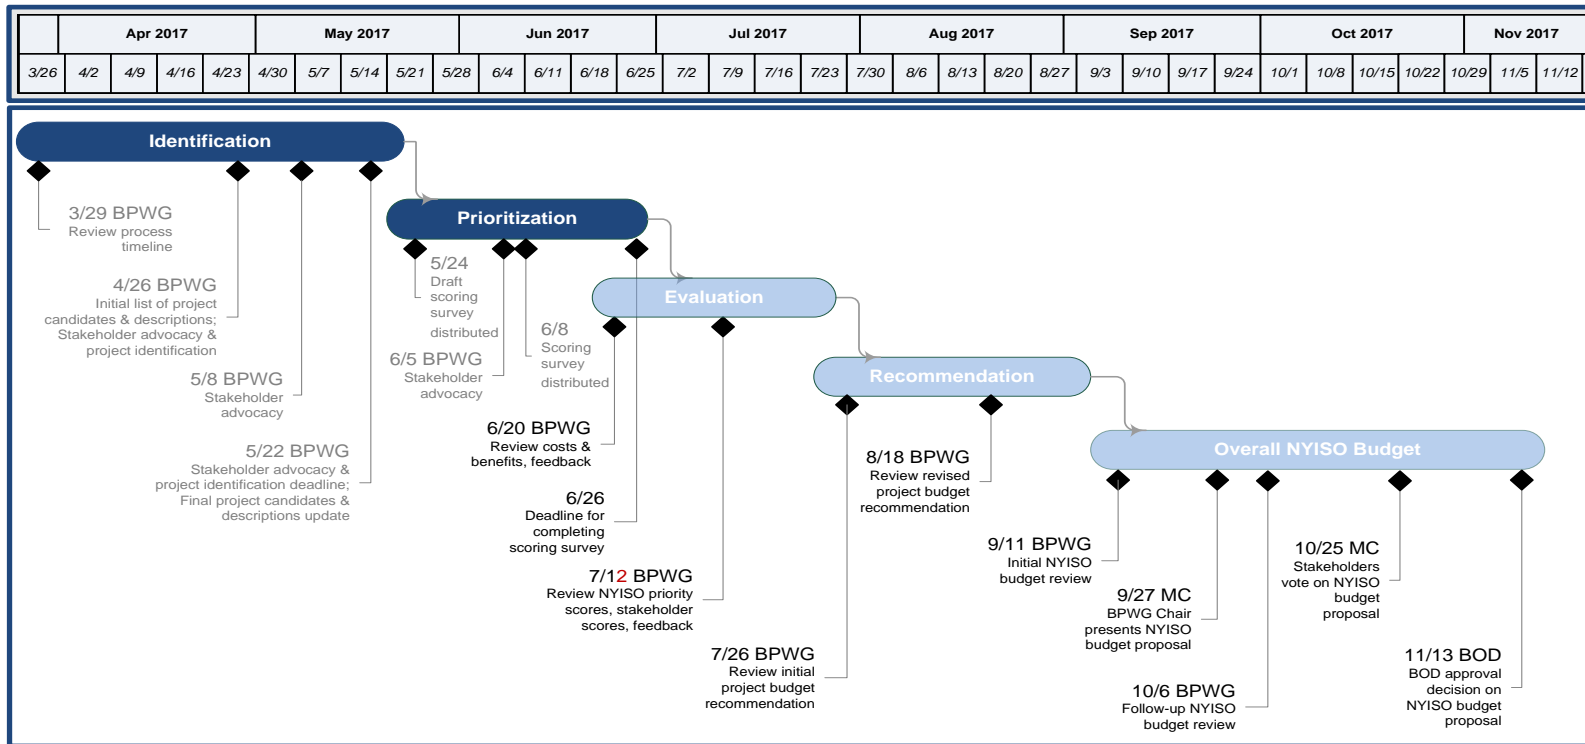 Apr 2017 May 2017 Jun 2017 Jul 2017 Aug 2017 Sep 2017 Oct 2017 Nov 2017
3/26 4/2 4/9 4/16 4/23 4/30 5/7 5/14 5/21 5/28 6/4 6/11 6/18 6/25 7/2 7/9 7/16 7/23 7/30 8/6 8/13 8/20 8/27 9/3 9/10 9/17 9/24 10/1 10/8 10/15 10/22 10/29 11/5 11/12
Identification
3/29 BPWG
Review process
timeline
4/26 BPWG
Initial list of project
candidates & descriptions;
Stakeholder advocacy &
project identification
5/8 BPWG
Stakeholder
advocacy
5/22 BPWG
Stakeholder advocacy &
project identification deadline;
Final project candidates &
descriptions update
Prioritization
5/24
Draft
scoring
survey
distributed
6/5 BPWG
Stakeholder
advocacy
6/8
Scoring
survey
distributed
6/26
Deadline for
completing
scoring survey
Evaluation
6/20 BPWG
Review costs &
benefits, feedback
7/12 BPWG
Review NYISO priority
scores, stakeholder
scores, feedback
Recommendation
7/26 BPWG
Review initial
project budget
recommendation
8/18 BPWG
Review revised
project budget
recommendation
Overall NYISO Budget
9/11 BPWG
Initial NYISO
budget review
9/27 MC
BPWG Chair
presents NYISO
budget proposal
10/6 BPWG
Follow-up NYISO
budget review
10/25 MC
Stakeholders
vote on NYISO
budget
proposal
11/13 BOD
BOD approval
decision on
NYISO budget
proposal